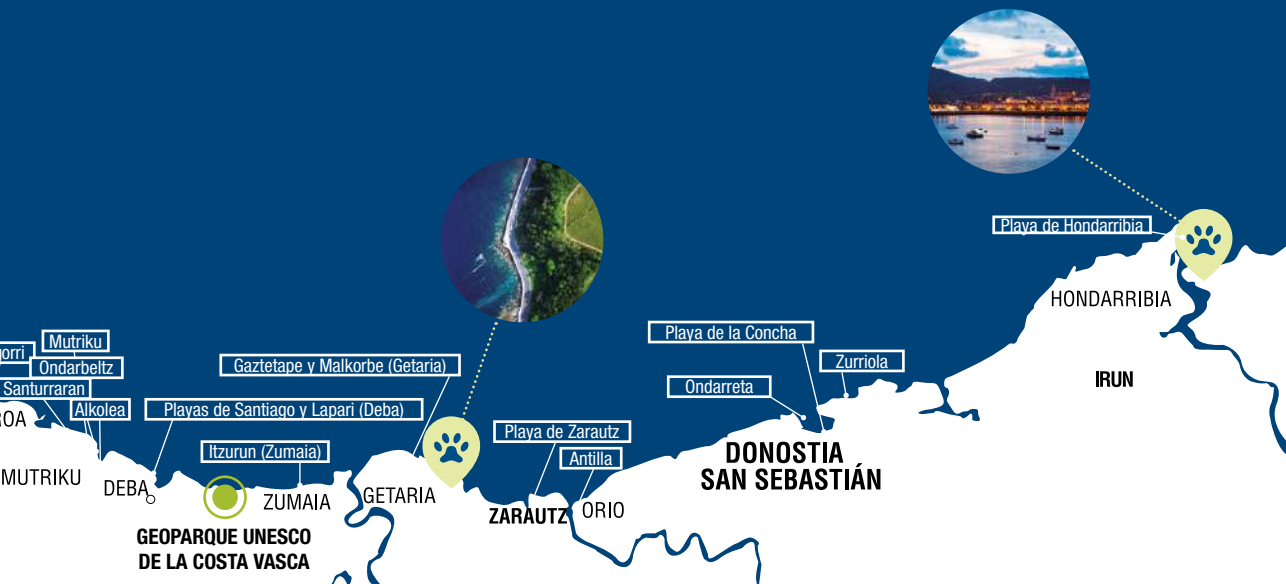 Playa de Hondarribia
HONDARRIBIA
IRUN
Playa de la Concha
Zurriola
Ondarreta
DONOSTIA
SAN SEBASTIÁN
Gaztetape y Malkorbe (Getaria)
Playa de Zarautz
Antilla
GETARIA
ZARAUTZ
ORIO
Mutriku
Ondarbeltz
Santurraran
Alkolea
Playas de Santiago y Lapari (Deba)
Itzurun (Zumaia)
MUTRIKU
DEBA
ZUMAIA
GEOPARQUE UNESCO
DE LA COSTA VASCA